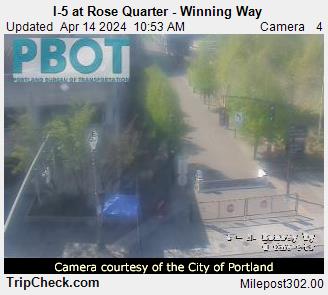 I-5 at Rose Quarter - Winning Way
Updated Apr 14 2024 10:53 AM Camera 4
PBOT
PORTLAND BUREAU OF TRANSPORTATION
Camera courtesy of the City of Portland
TripCheck.com Milepost302.00